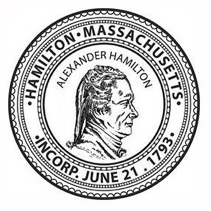 HAMILTON · MASSACHUSETTS
ALEXANDER HAMILTON
· INCORP. JUNE 21 . 1793 ·